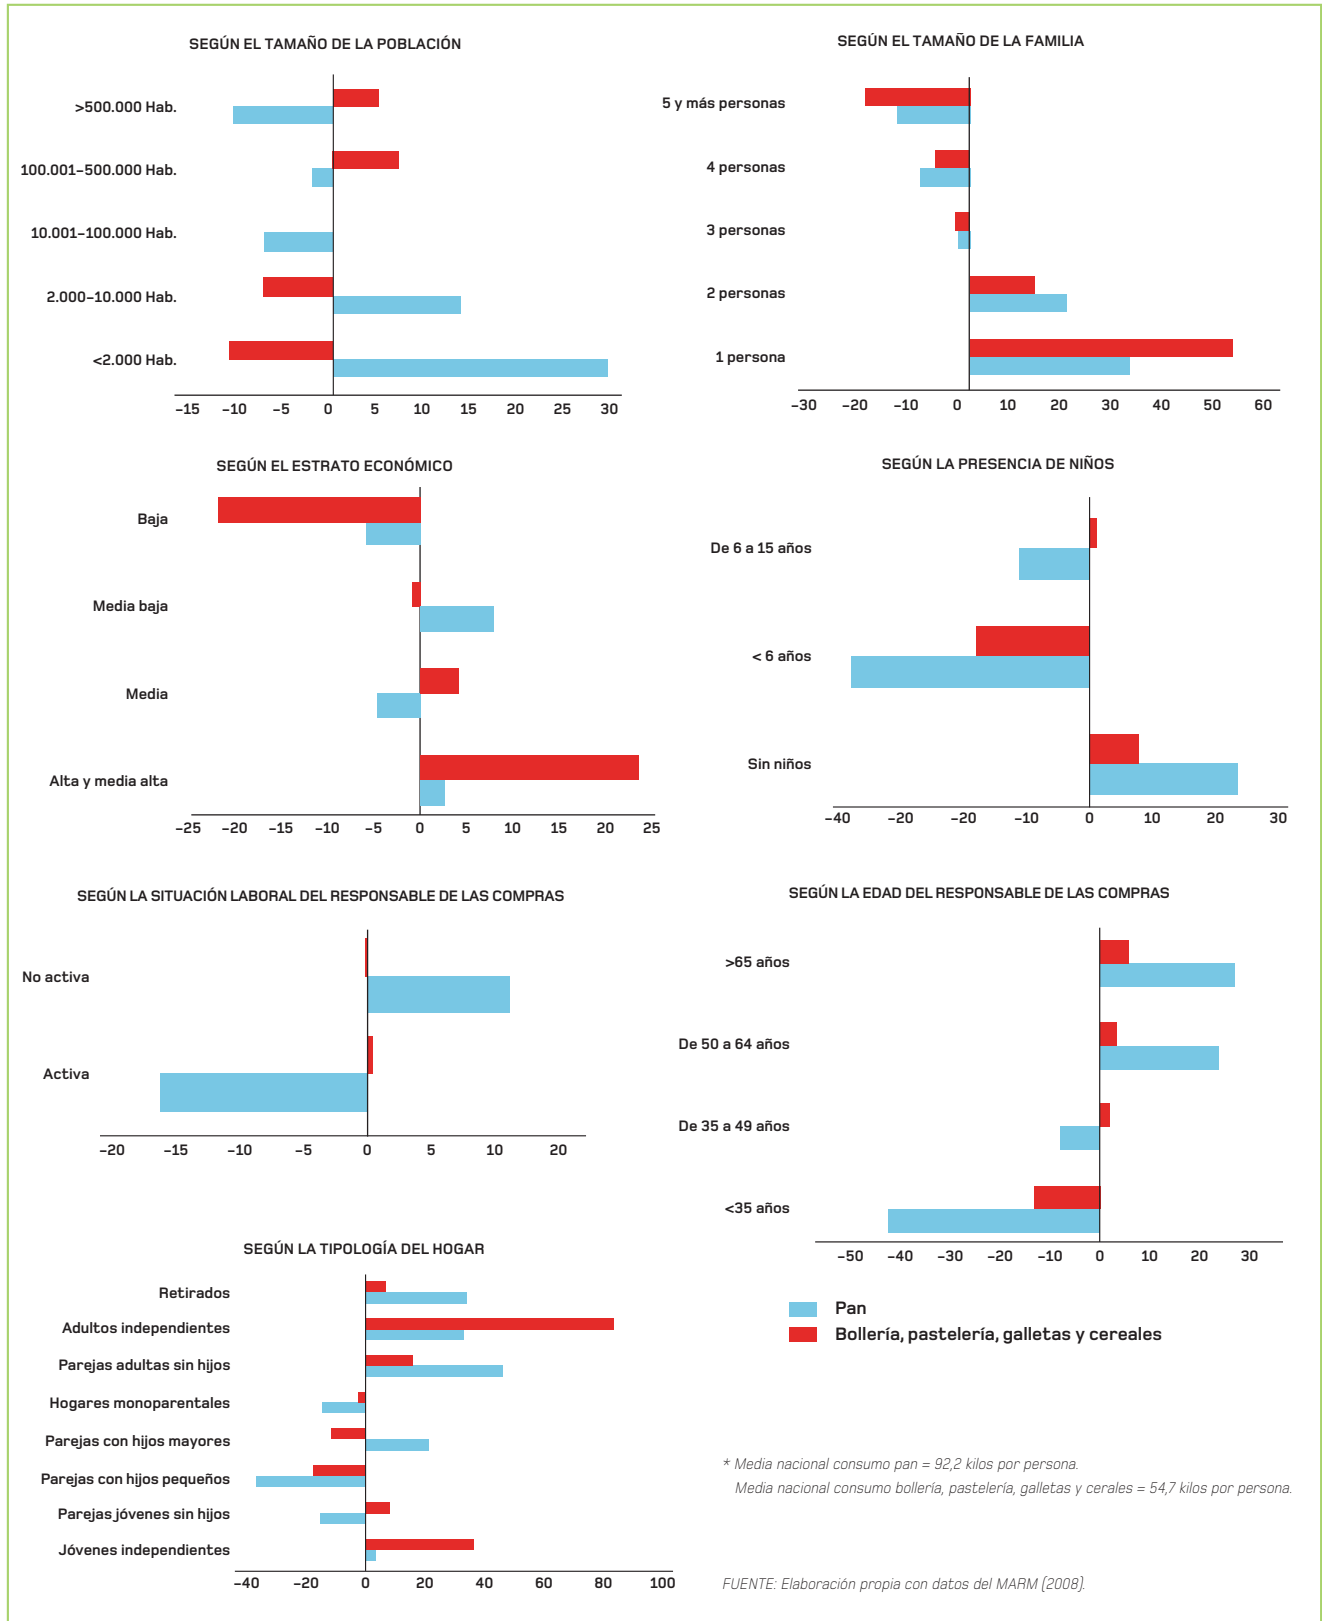 SEGÚN EL TAMAÑO DE LA POBLACIÓN
>500.000 Hab.
100.001–500.000 Hab.
10.001–100.000 Hab.
2.000–10.000 Hab.
<2.000 Hab.
–15 –10 –5 0 5 10 15 20 25 30
SEGÚN EL TAMAÑO DE LA FAMILIA
5 y más personas
4 personas
3 personas
2 personas
1 persona
–30 –20 –10 0 10 20 30 40 50 60
SEGÚN EL ESTRATO ECONÓMICO
Baja
Media baja
Media
Alta y media alta
–25 –20 –15 –10 –5 0 5 10 15 20 25
SEGÚN LA PRESENCIA DE NIÑOS
De 6 a 15 años
< 6 años
Sin niños
–40 –20 –20 –10 0 10 20 30
SEGÚN LA SITUACIÓN LABORAL DEL RESPONSABLE DE LAS COMPRAS
No activa
Activa
–20 –15 –10 –5 0 5 10 20
SEGÚN LA EDAD DEL RESPONSABLE DE LAS COMPRAS
>65 años
De 50 a 64 años
De 35 a 49 años
<35 años
–50 –40 –30 –20 –10 0 10 20 30
SEGÚN LA TIPOLOGÍA DEL HOGAR
Retirados
Adultos independientes
Parejas adultas sin hijos
Hogares monoparentales
Parejas con hijos mayores
Parejas con hijos pequeños
Parejas jóvenes sin hijos
Jóvenes independientes
–40 –20 0 20 40 60 80 100
Pan
Bollería, pastelería, galletas y cereales
* Media nacional consumo pan = 92,2 kilos por persona.
Media nacional consumo bollería, pastelería, galletas y cerales = 54,7 kilos por persona.
FUENTE: Elaboración propia con datos del MARM (2008).